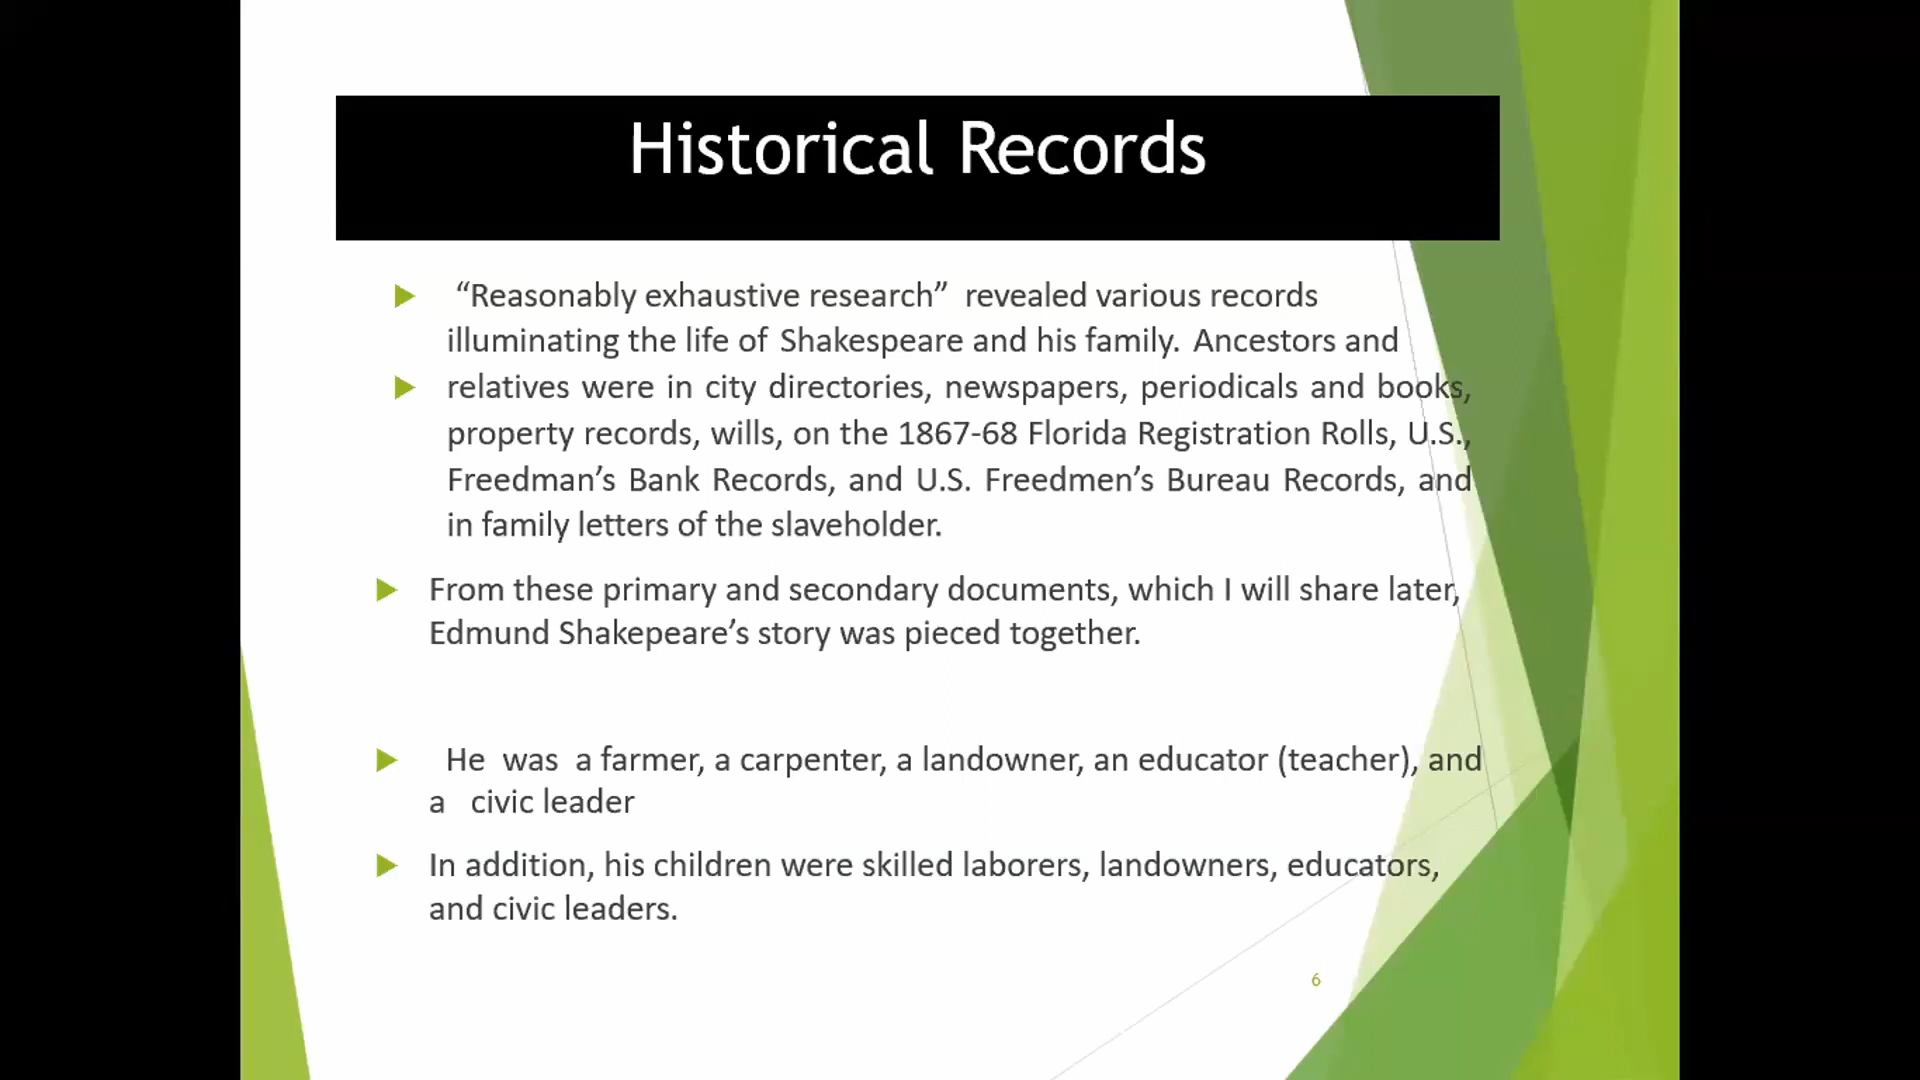 Historical Records
“Reasonably exhaustive research” revealed various records
illuminating the life of Shakespeare and his family. Ancestors and
relatives were in city directories, newspapers, periodicals and books,
property records, wills, on the 1867-68 Florida Registration Rolls, U.S.,
Freedman’s Bank Records, and U.S. Freedmen’s Bureau Records, and
in family letters of the slaveholder.
From these primary and secondary documents, which I will share later,
Edmund Shakepeare’s story was pieced together.
He was a farmer, a carpenter, a landowner, an educator (teacher), and
a civic leader
In addition, his children were skilled laborers, landowners, educators,
and civic leaders.
6